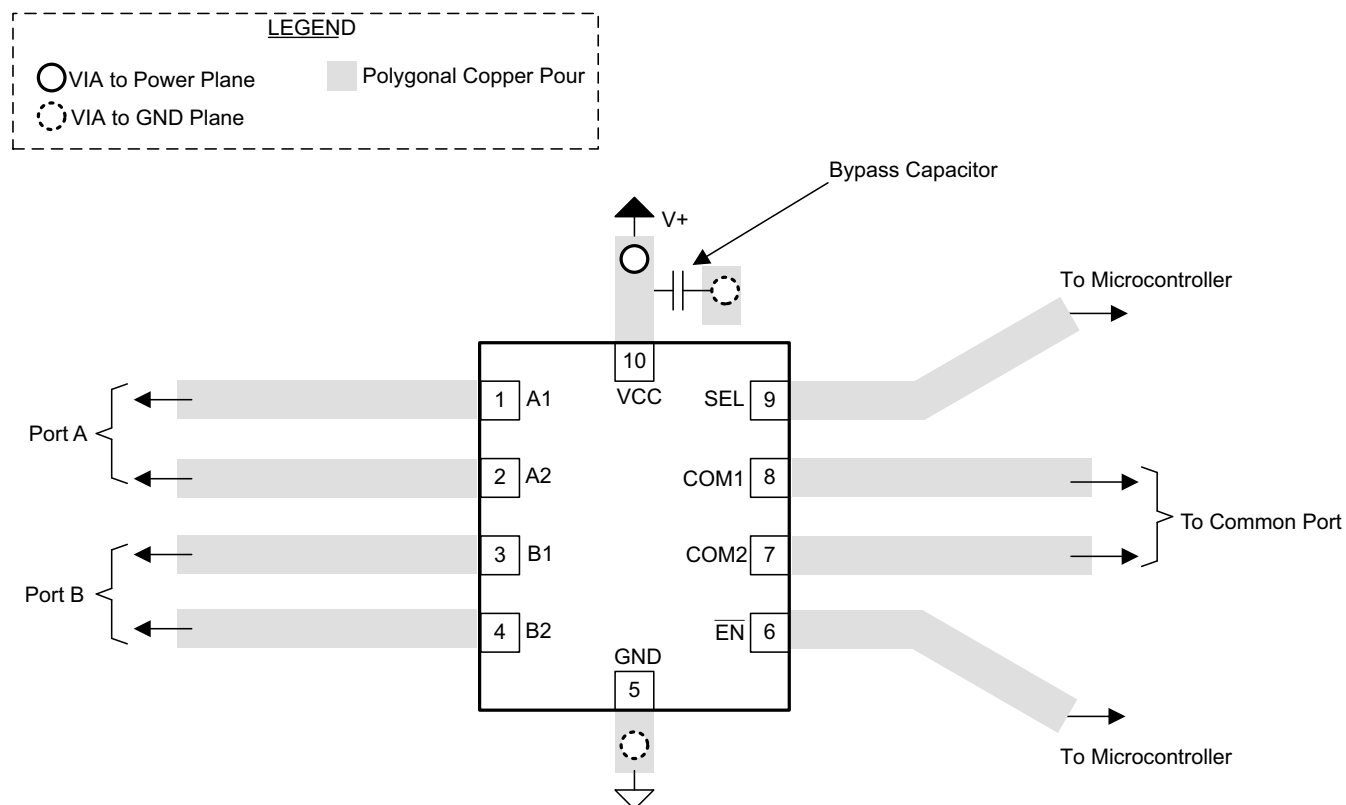 LEGEND
VIA to Power Plane
Polygonal Copper Pour
VIA to GND Plane
Bypass Capacitor
V+
To Microcontroller
10
VCC
1 A1
SEL 9
Port A
2 A2
COM1 8
To Common Port
3 B1
COM2 7
Port B
4 B2
EN 6
GND
5
To Microcontroller